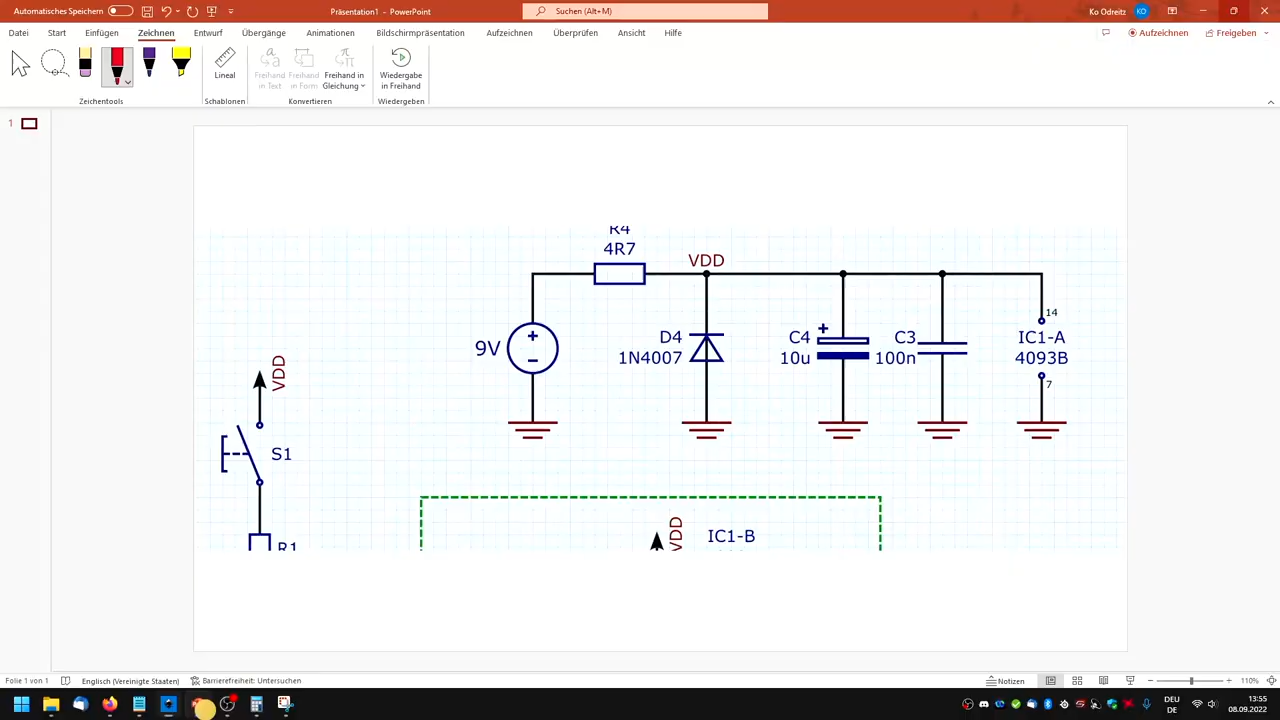 Automatisches Speichern
Präsentation1 – PowerPoint
Suchen (Alt+M)
Ko Odreitz
KO
Datei
Start
Einfügen
Zeichnen
Entwurf
Übergänge
Animationen
Bildschirmpräsentation
Aufzeichnen
Überprüfen
Ansicht
Hilfe
Aufzeichnen
Freigeben
Lineal
Freihand in Text
Freihand in Form
Freihand in Gleichung
Wiedergabe in Freihand
Zeichentools
Schablonen
Konvertieren
Wiedergeben
1
R4
4R7
VDD
9V
D4
1N4007
C4
10u
C3
100n
14
IC1-A
4093B
7
VDD
S1
R1
VDD
IC1-B
Folie 1 von 1
Englisch (Vereinigte Staaten)
Barrierefreiheit: Untersuchen
Notizen
110%
DEU
DE
13:55
08.09.2022